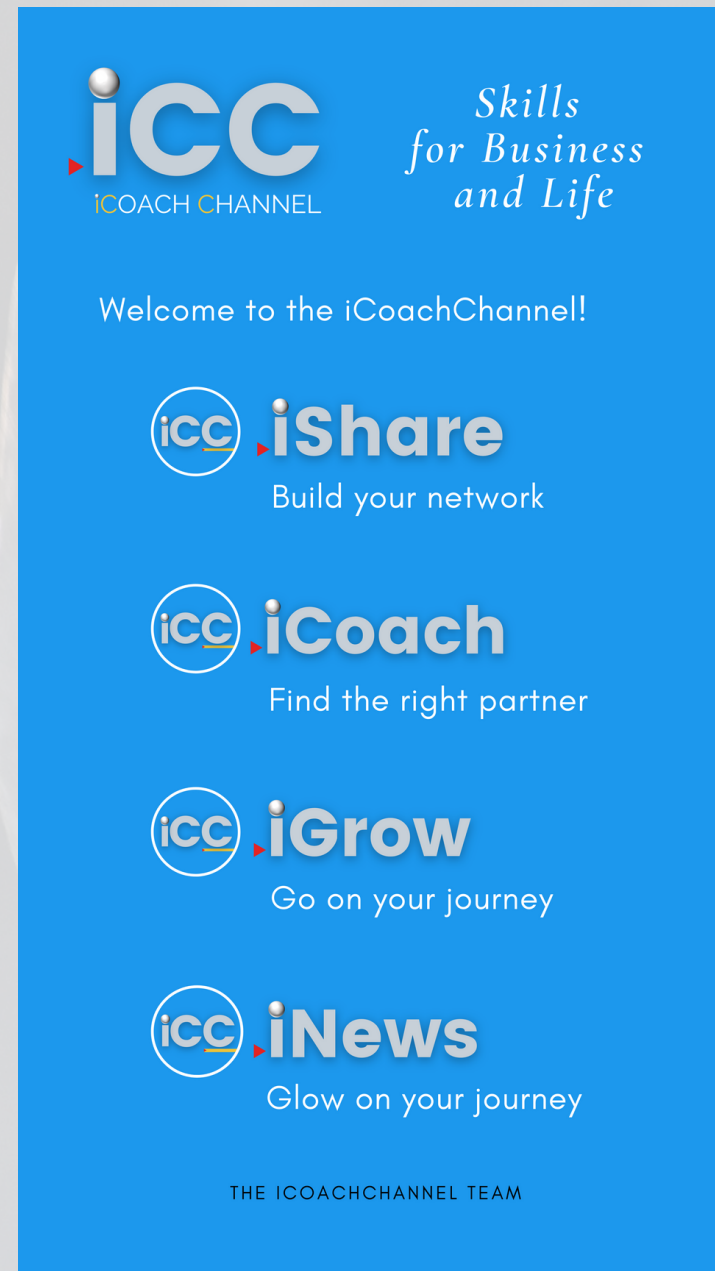 iCC
iCOACH CHANNEL
Skills
for Business
and Life
Welcome to the iCoachChannel!
iCC
iShare
Build your network
iCC
iCoach
Find the right partner
iCC
iGrow
Go on your journey
iCC
iNews
Glow on your journey
THE ICOACHCHANNEL TEAM